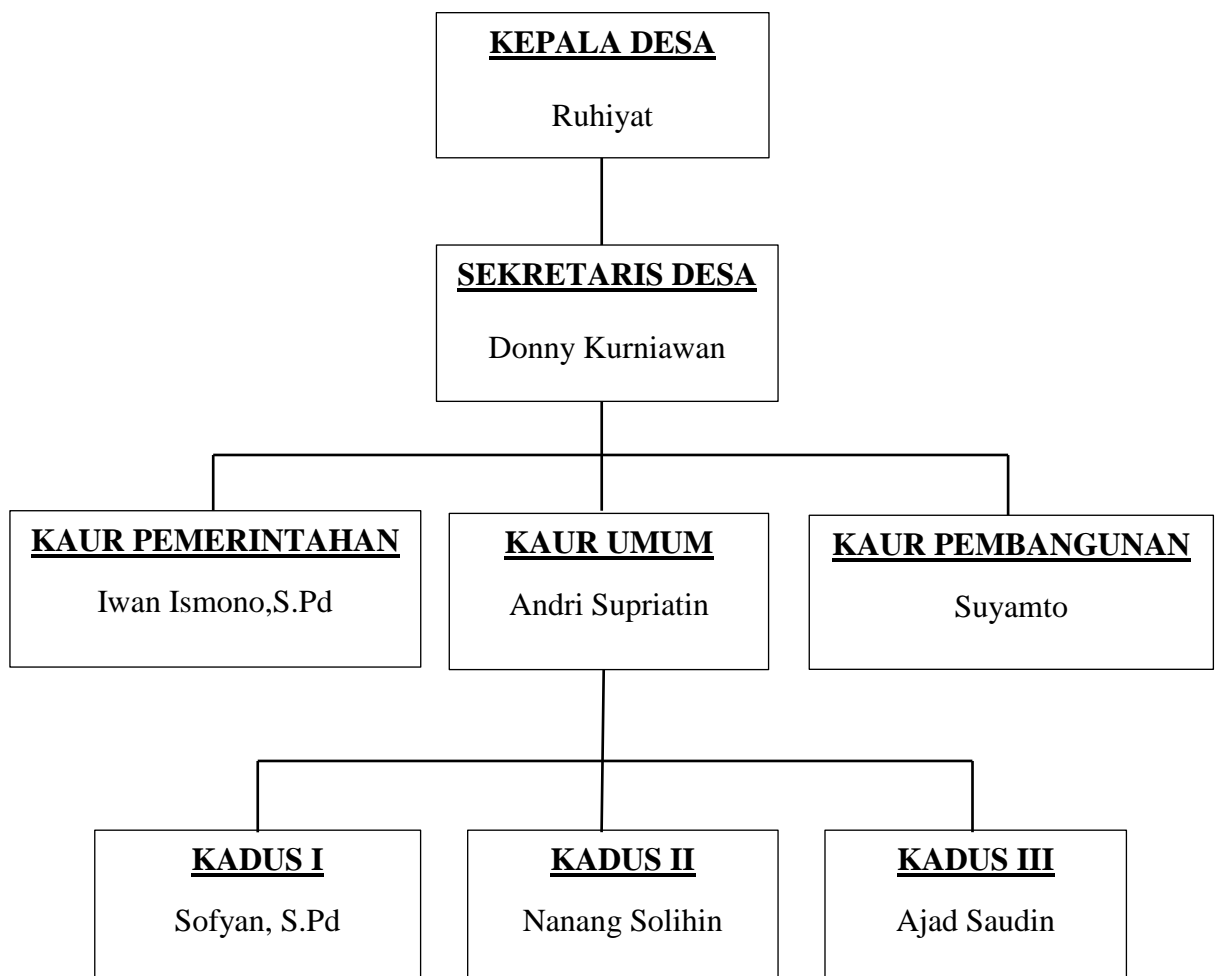 KEPALA DESA
Ruhiyat
SEKRETARIS DESA
Donny Kurniawan
KAUR PEMERINTAHAN
Iwan Ismono,S.Pd
KAUR UMUM
Andri Supriatin
KAUR PEMBANGUNAN
Suyamto
KADUS I
Sofyan, S.Pd
KADUS II
Nanang Solihin
KADUS III
Ajad Saudin